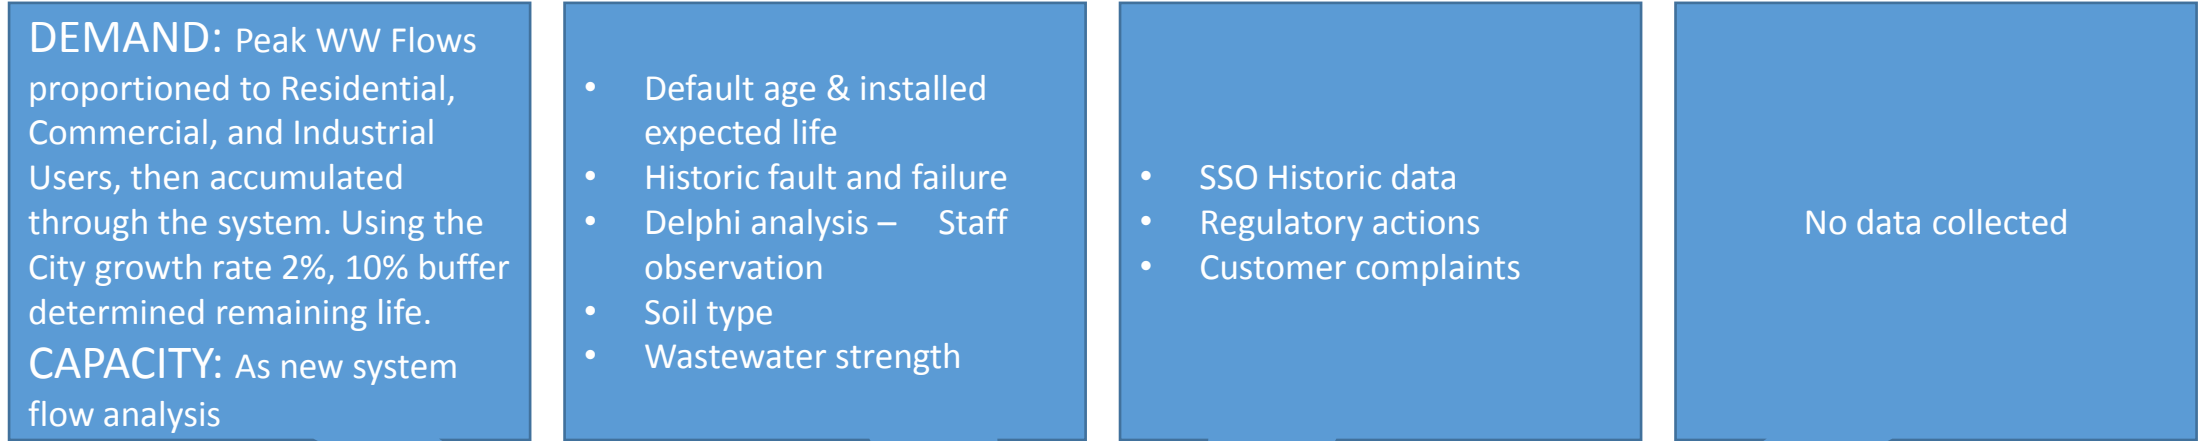 DEMAND: Peak WW Flows
proportioned to Residential,
Commercial, and Industrial
Users, then accumulated
through the system. Using the
City growth rate 2%, 10% buffer
determined remaining life.
CAPACITY: As new system
flow analysis
• Default age & installed
expected life
• Historic fault and failure
• Delphi analysis – Staff
observation
• Soil type
• Wastewater strength
• SSO Historic data
• Regulatory actions
• Customer complaints
No data collected